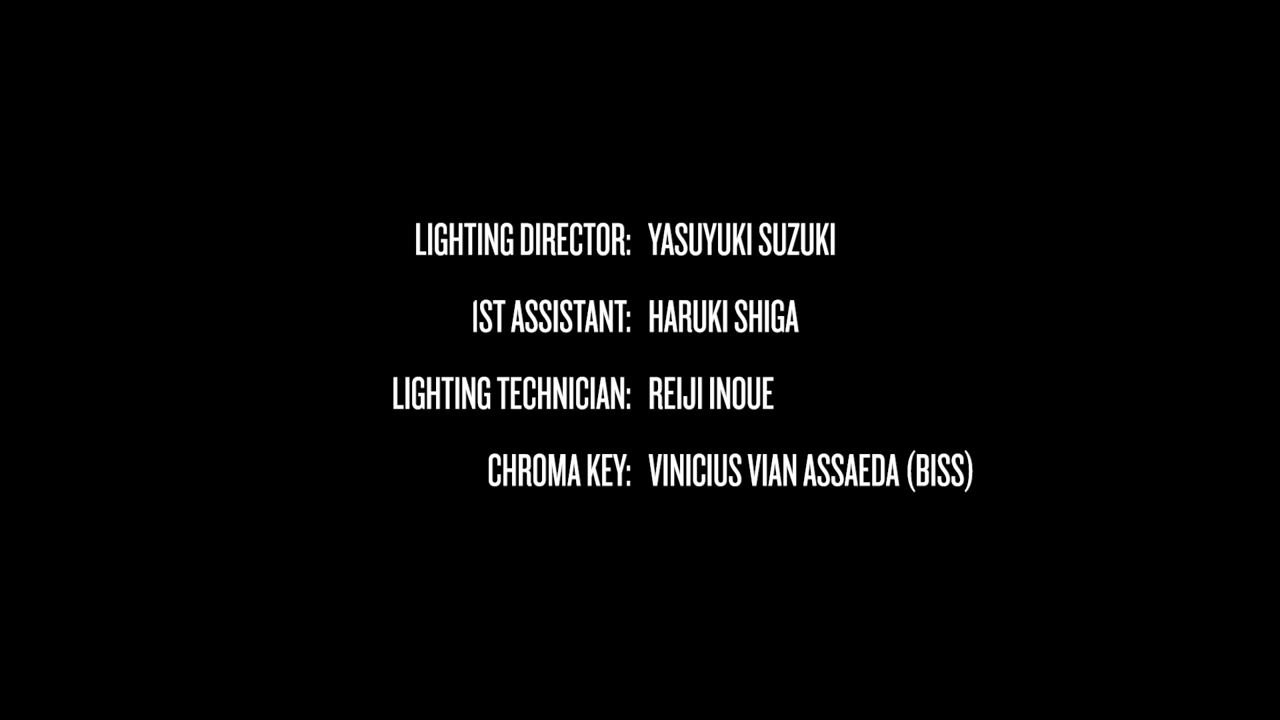 LIGHTING DIRECTOR: YASUYUKI SUZUKI
1ST ASSISTANT: HARUKI SHIGA
LIGHTING TECHNICIAN: REIJI INOUE
CHROMA KEY: VINICIUS VIAN ASSAEDA (BISS)